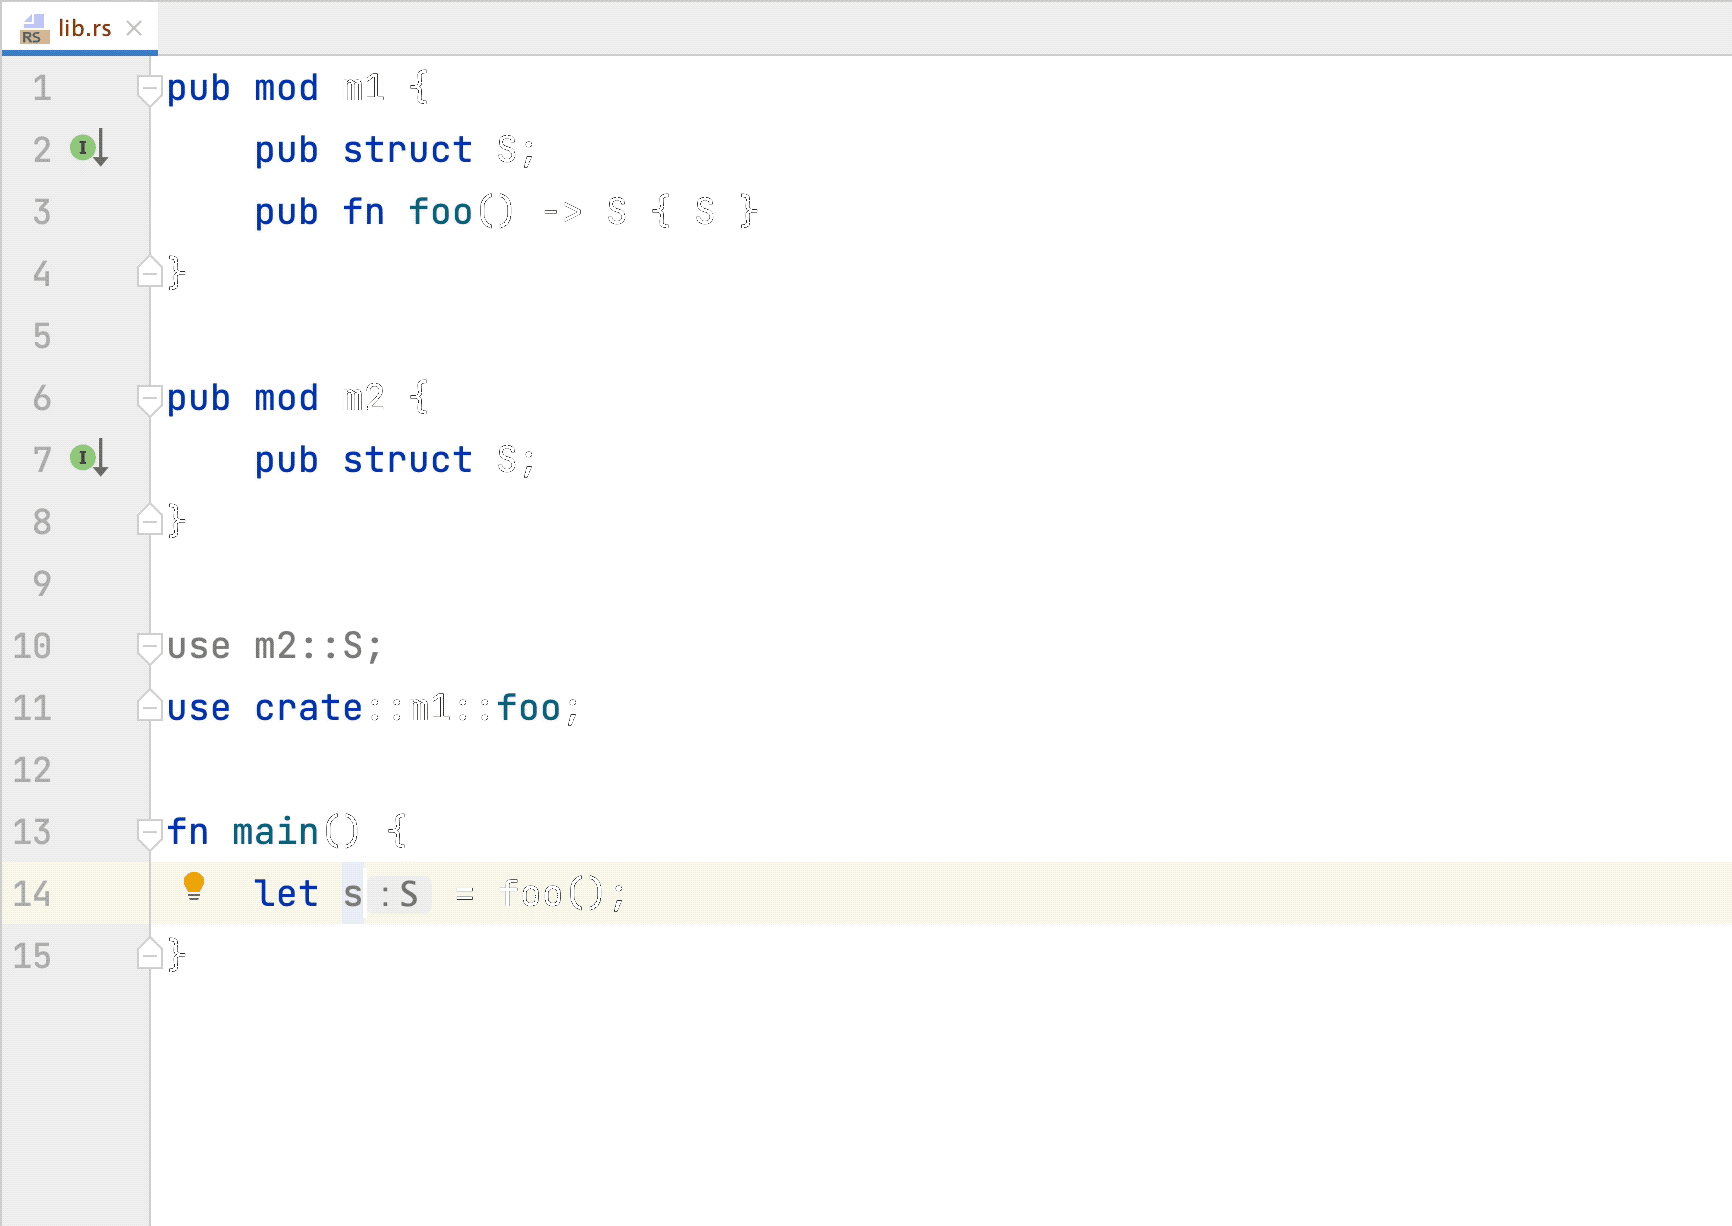 RS lib.rs
1 pub mod m1 {
2 I pub struct S;
3 pub fn foo() -> S { S }
4 }
5
6 pub mod m2 {
7 I pub struct S;
8 }
9
10 use m2::S;
11 use crate::m1::foo;
12
13 fn main() {
14 let s : S = foo();
15 }